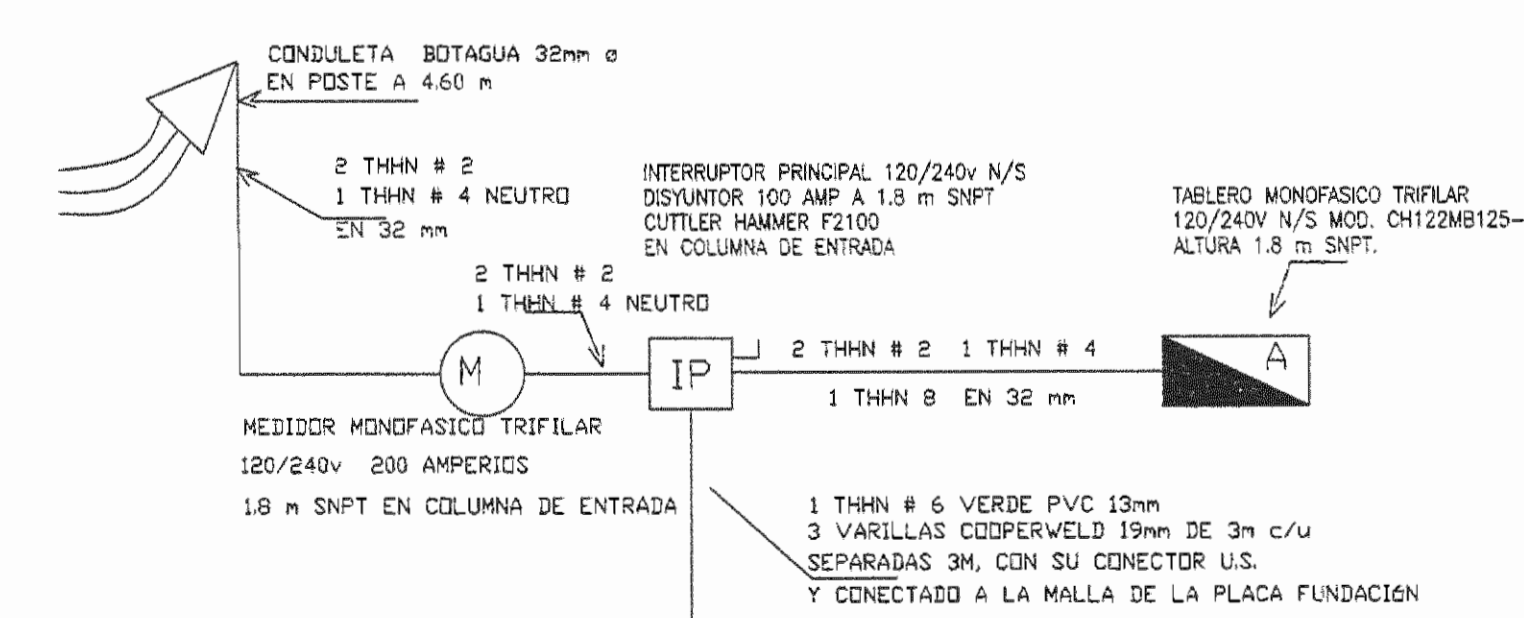 CONDULETA BOTAGUA 32mm ø
EN POSTE A 4.60 m
2 THHN # 2
1 THHN # 4 NEUTRO
EN 32 mm
INTERRUPTOR PRINCIPAL 120/240v N/S
DISYUNTOR 100 AMP A 1.8 m SNPT
CUTTLER HAMMER F2100
EN COLUMNA DE ENTRADA
TABLERO MONOFASICO TRIFILAR
120/240V N/S MOD. CH122MB125-
ALTURA 1.8 m SNPT.
2 THHN # 2
1 THHN # 4 NEUTRO
M
IP
2 THHN # 2 1 THHN # 4
1 THHN 8 EN 32 mm
A
MEDIDOR MONOFASICO TRIFILAR
120/240v 200 AMPERIOS
1.8 m SNPT EN COLUMNA DE ENTRADA
1 THHN # 6 VERDE PVC 13mm
3 VARILLAS COOPERWELD 19mm DE 3m c/u
SEPARADAS 3M, CON SU CONECTOR U.S.
Y CONECTADO A LA MALLA DE LA PLACA FUNDACIÓN